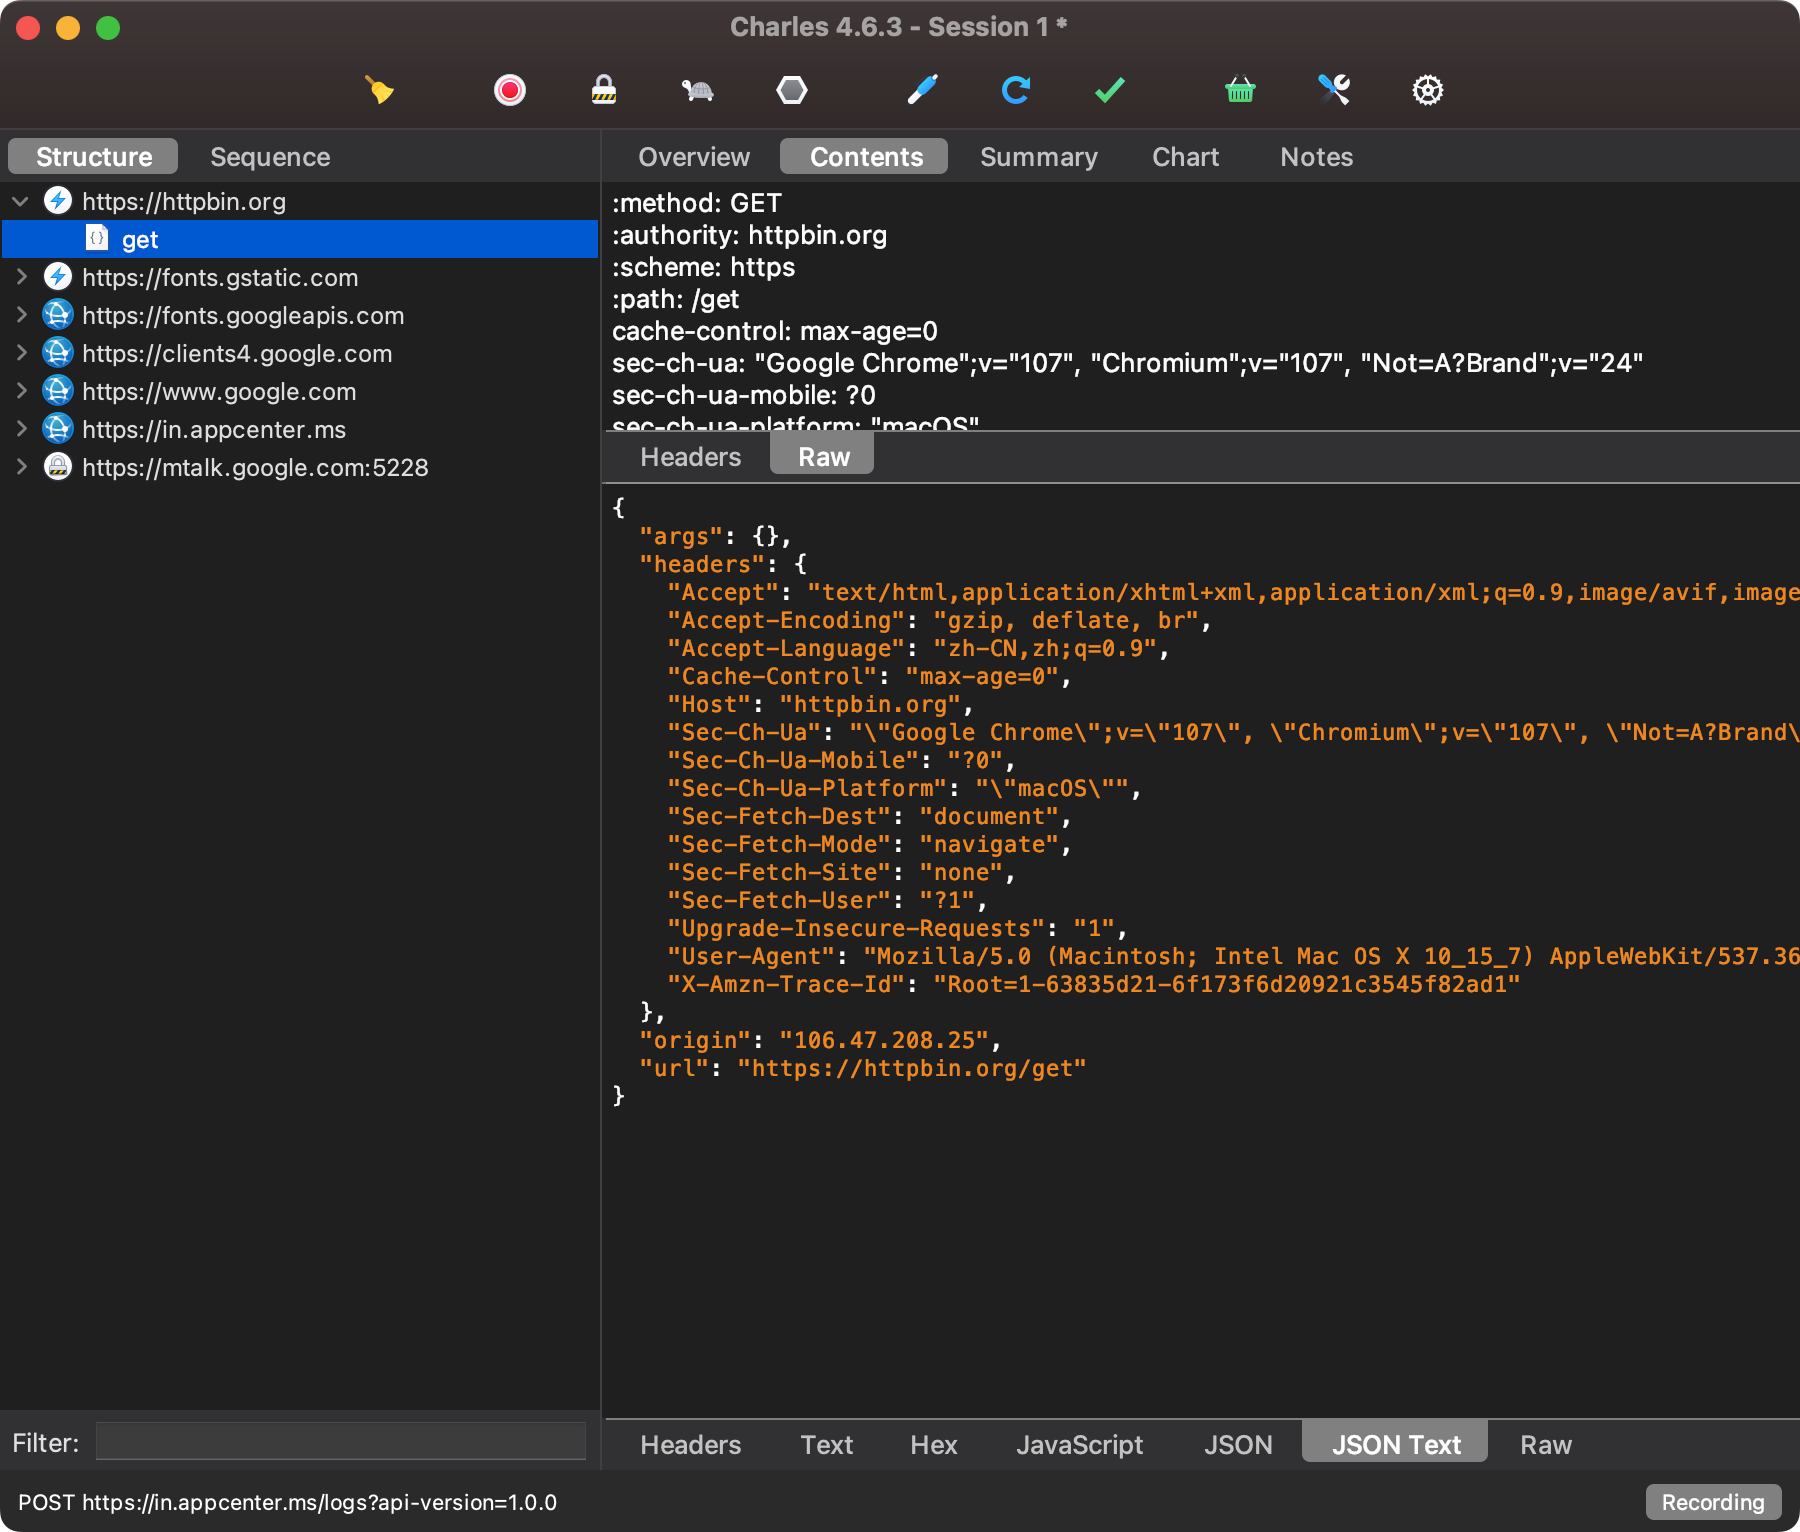 Charles 4.6.3 - Session 1 *
Structure
Sequence
https://httpbin.org
{} get
https://fonts.gstatic.com
https://fonts.googleapis.com
https://clients4.google.com
https://www.google.com
https://in.appcenter.ms
https://mtalk.google.com:5228
Filter:
Overview
Contents
Summary
Chart
Notes
:method: GET
:authority: httpbin.org
:scheme: https
:path: /get
cache-control: max-age=0
sec-ch-ua: "Google Chrome";v="107", "Chromium";v="107", "Not=A?Brand";v="24"
sec-ch-ua-mobile: ?0
sec-ch-ua-platform: "macOS"
Headers
Raw
{
  "args": {},
  "headers": {
    "Accept": "text/html,application/xhtml+xml,application/xml;q=0.9,image/avif,image
    "Accept-Encoding": "gzip, deflate, br",
    "Accept-Language": "zh-CN,zh;q=0.9",
    "Cache-Control": "max-age=0",
    "Host": "httpbin.org",
    "Sec-Ch-Ua": "\"Google Chrome\";v=\"107\", \"Chromium\";v=\"107\", \"Not=A?Brand\
    "Sec-Ch-Ua-Mobile": "?0",
    "Sec-Ch-Ua-Platform": "\"macOS\"",
    "Sec-Fetch-Dest": "document",
    "Sec-Fetch-Mode": "navigate",
    "Sec-Fetch-Site": "none",
    "Sec-Fetch-User": "?1",
    "Upgrade-Insecure-Requests": "1",
    "User-Agent": "Mozilla/5.0 (Macintosh; Intel Mac OS X 10_15_7) AppleWebKit/537.36
    "X-Amzn-Trace-Id": "Root=1-63835d21-6f173f6d20921c3545f82ad1"
  },
  "origin": "106.47.208.25",
  "url": "https://httpbin.org/get"
}
Headers
Text
Hex
JavaScript
JSON
JSON Text
Raw
POST https://in.appcenter.ms/logs?api-version=1.0.0
Recording